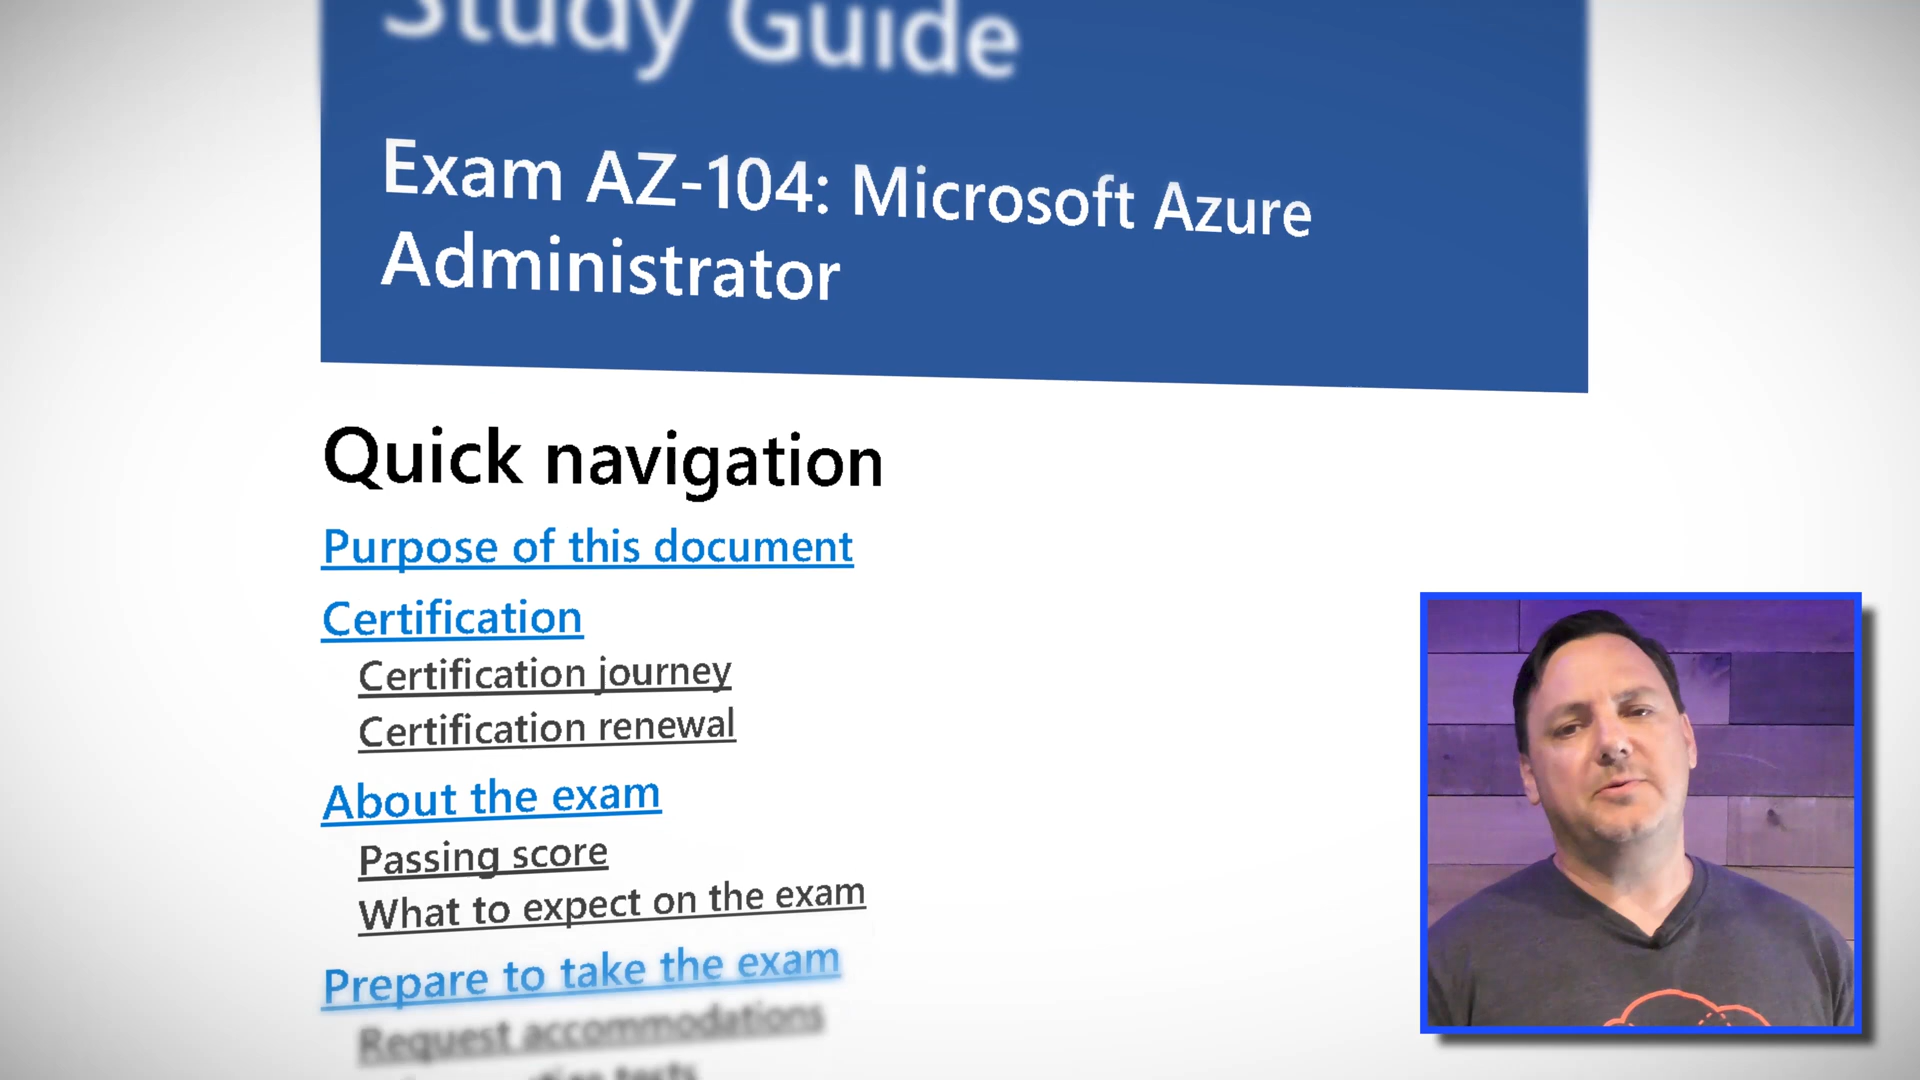 Study Guide
Exam AZ-104: Microsoft Azure
Administrator
Quick navigation
Purpose of this document
Certification
Certification journey
Certification renewal
About the exam
Passing score
What to expect on the exam
Prepare to take the exam
Request accommodations
tests